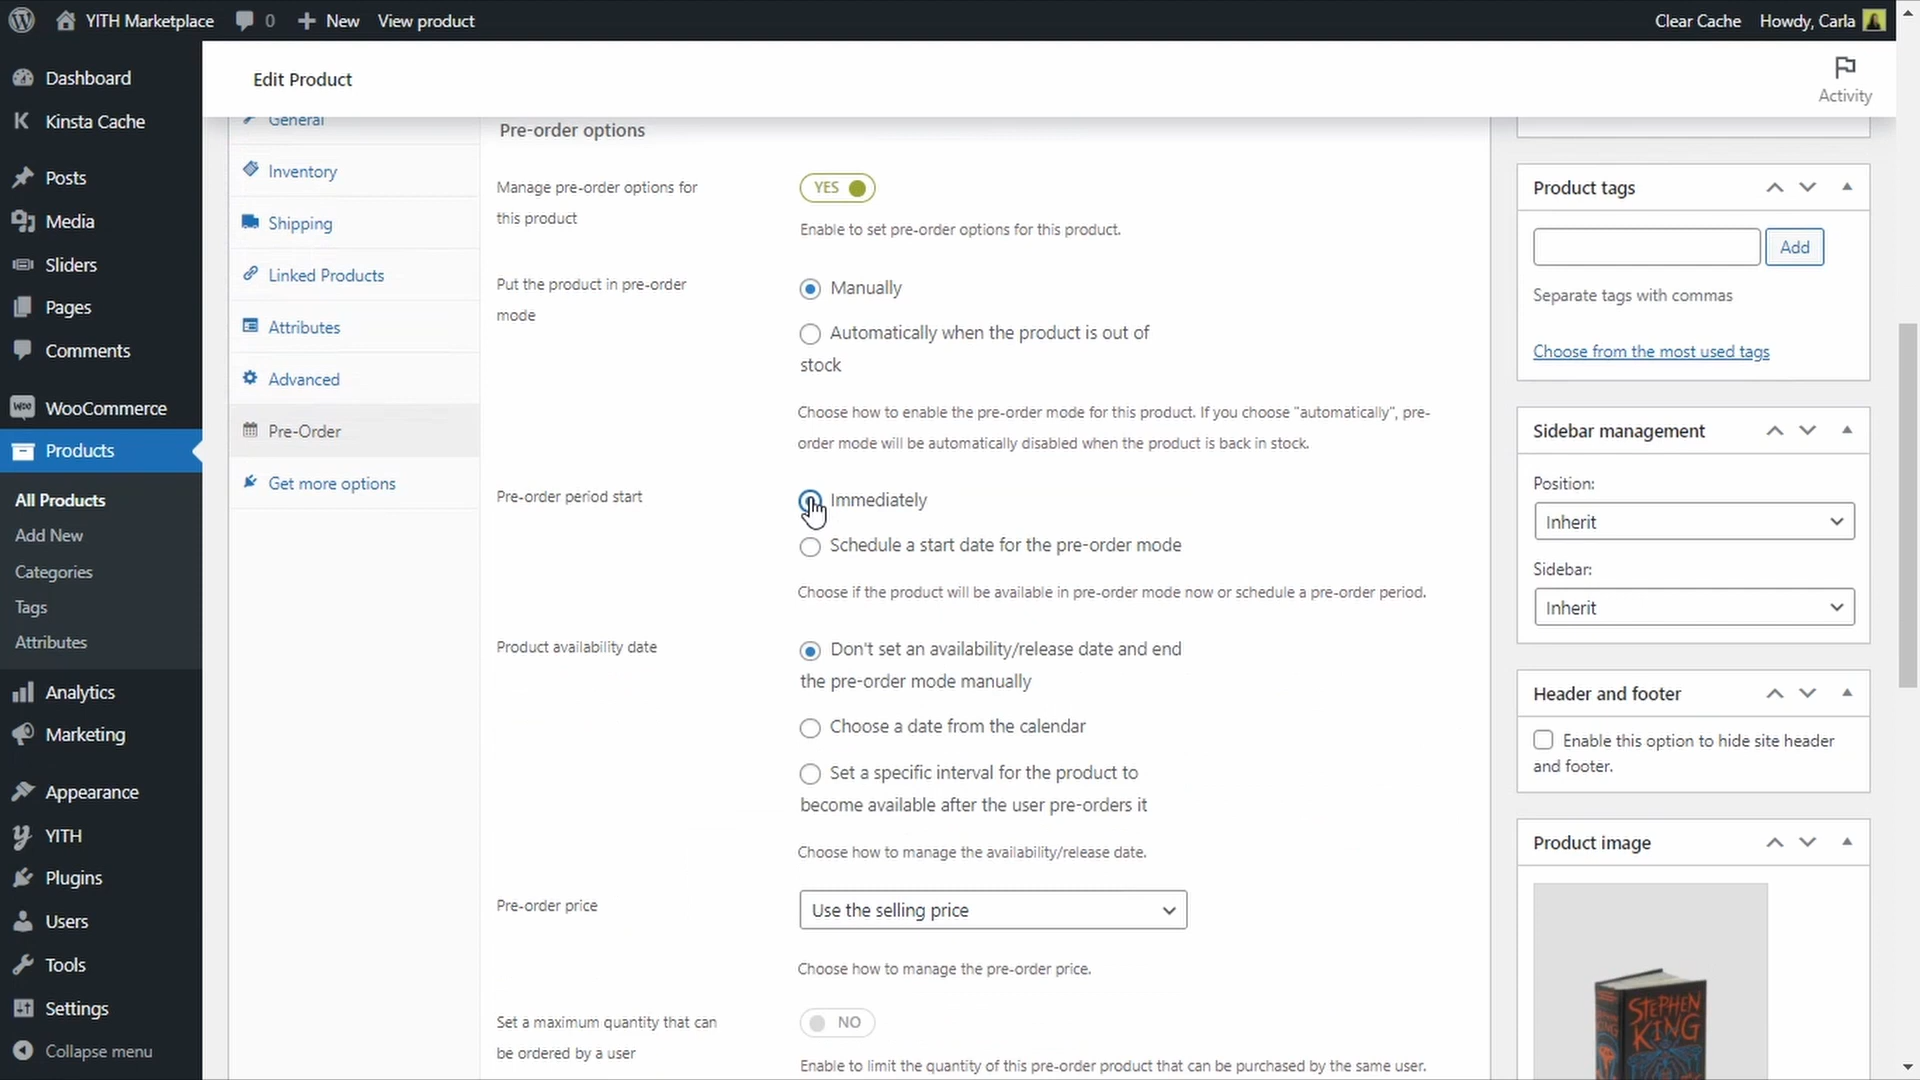 YITH Marketplace
0
New
View product
Clear Cache
Howdy, Carla
Dashboard
Kinsta Cache
Posts
Media
Sliders
Pages
Comments
WooCommerce
Products
All Products
Add New
Categories
Tags
Attributes
Analytics
Marketing
Appearance
YITH
Plugins
Users
Tools
Settings
Collapse menu
Edit Product
Activity
General
Inventory
Shipping
Linked Products
Attributes
Advanced
Pre-Order
Get more options
Pre-order options
Manage pre-order options for
this product
YES
Enable to set pre-order options for this product.
Put the product in pre-order
mode
Manually
Automatically when the product is out of
stock
Choose how to enable the pre-order mode for this product. If you choose "automatically", pre-
order mode will be automatically disabled when the product is back in stock.
Pre-order period start
Immediately
Schedule a start date for the pre-order mode
Choose if the product will be available in pre-order mode now or schedule a pre-order period.
Product availability date
Don't set an availability/release date and end
the pre-order mode manually
Choose a date from the calendar
Set a specific interval for the product to
become available after the user pre-orders it
Choose how to manage the availability/release date.
Pre-order price
Use the selling price
Choose how to manage the pre-order price.
Set a maximum quantity that can
be ordered by a user
NO
Enable to limit the quantity of this pre-order product that can be purchased by the same user.
Product tags
Add
Separate tags with commas
Choose from the most used tags
Sidebar management
Position:
Inherit
Sidebar:
Inherit
Header and footer
Enable this option to hide site header
and footer.
Product image
STEPHEN
KING